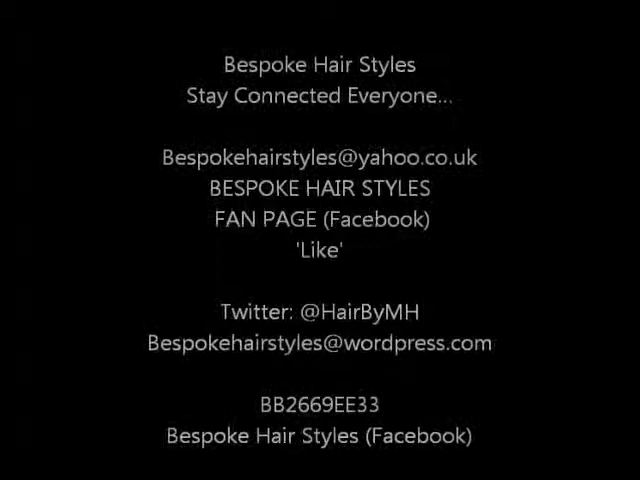 Bespoke Hair Styles
Stay Connected Everyone...
Bespokehairstyles@yahoo.co.uk
BESPOKE HAIR STYLES
FAN PAGE (Facebook)
'Like'
Twitter: @HairByMH
Bespokehairstyles@wordpress.com
BB2669EE33
Bespoke Hair Styles (Facebook)